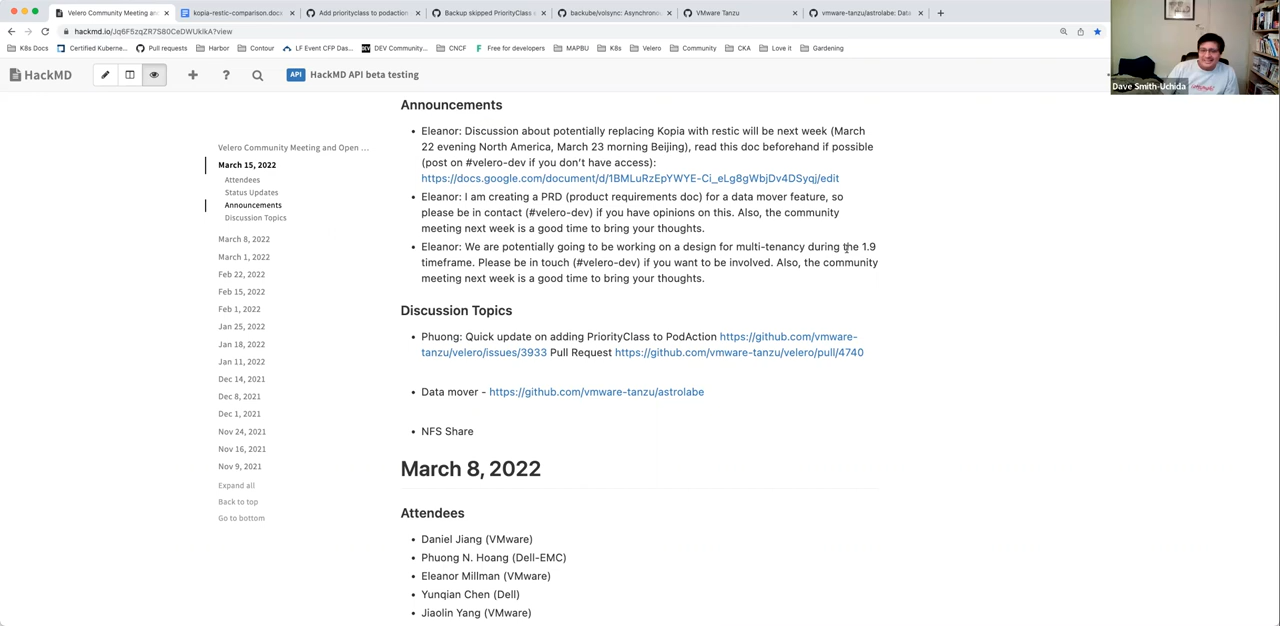 Velero Community Meeting an
kopia-restic-comparison.docx
Add priorityclass to podaction
Backup skipped PriorityClass
backube/volsync: Asynchron
VMware Tanzu
vmware-tanzu/astrolabe: Dat
hackmd.io/Jq6F5zqZR7S80CeDWUkIkA?view
K8s Docs
Certified Kuberne...
Pull requests
Harbor
Contour
LF Event CFP Das...
DEV Community...
CNCF
Free for developers
MAPBU
K8s
Velero
Community
CKA
Love it
Gardening
HackMD
API HackMD API beta testing
Dave Smith-Uchida
Velero Community Meeting and Open ...
March 15, 2022
Attendees
Status Updates
Announcements
Discussion Topics
March 8, 2022
March 1, 2022
Feb 22, 2022
Feb 15, 2022
Feb 1, 2022
Jan 25, 2022
Jan 18, 2022
Jan 11, 2022
Dec 14, 2021
Dec 8, 2021
Dec 1, 2021
Nov 24, 2021
Nov 16, 2021
Nov 9, 2021
Expand all
Back to top
Go to bottom
Announcements
• Eleanor: Discussion about potentially replacing Kopia with restic will be next week (March
22 evening North America, March 23 morning Beijing), read this doc beforehand if possible
(post on #velero-dev if you don't have access):
https://docs.google.com/document/d/1BMLuRzEpYWYE-Ci_eLg8gWbjDv4DSyqj/edit
• Eleanor: I am creating a PRD (product requirements doc) for a data mover feature, so
please be in contact (#velero-dev) if you have opinions on this. Also, the community
meeting next week is a good time to bring your thoughts.
• Eleanor: We are potentially going to be working on a design for multi-tenancy during the 1.9
timeframe. Please be in touch (#velero-dev) if you want to be involved. Also, the community
meeting next week is a good time to bring your thoughts.
Discussion Topics
• Phuong: Quick update on adding PriorityClass to PodAction https://github.com/vmware-
tanzu/velero/issues/3933 Pull Request https://github.com/vmware-tanzu/velero/pull/4740
• Data mover - https://github.com/vmware-tanzu/astrolabe
• NFS Share
March 8, 2022
Attendees
• Daniel Jiang (VMware)
• Phuong N. Hoang (Dell-EMC)
• Eleanor Millman (VMware)
• Yunqian Chen (Dell)
• Jiaolin Yang (VMware)